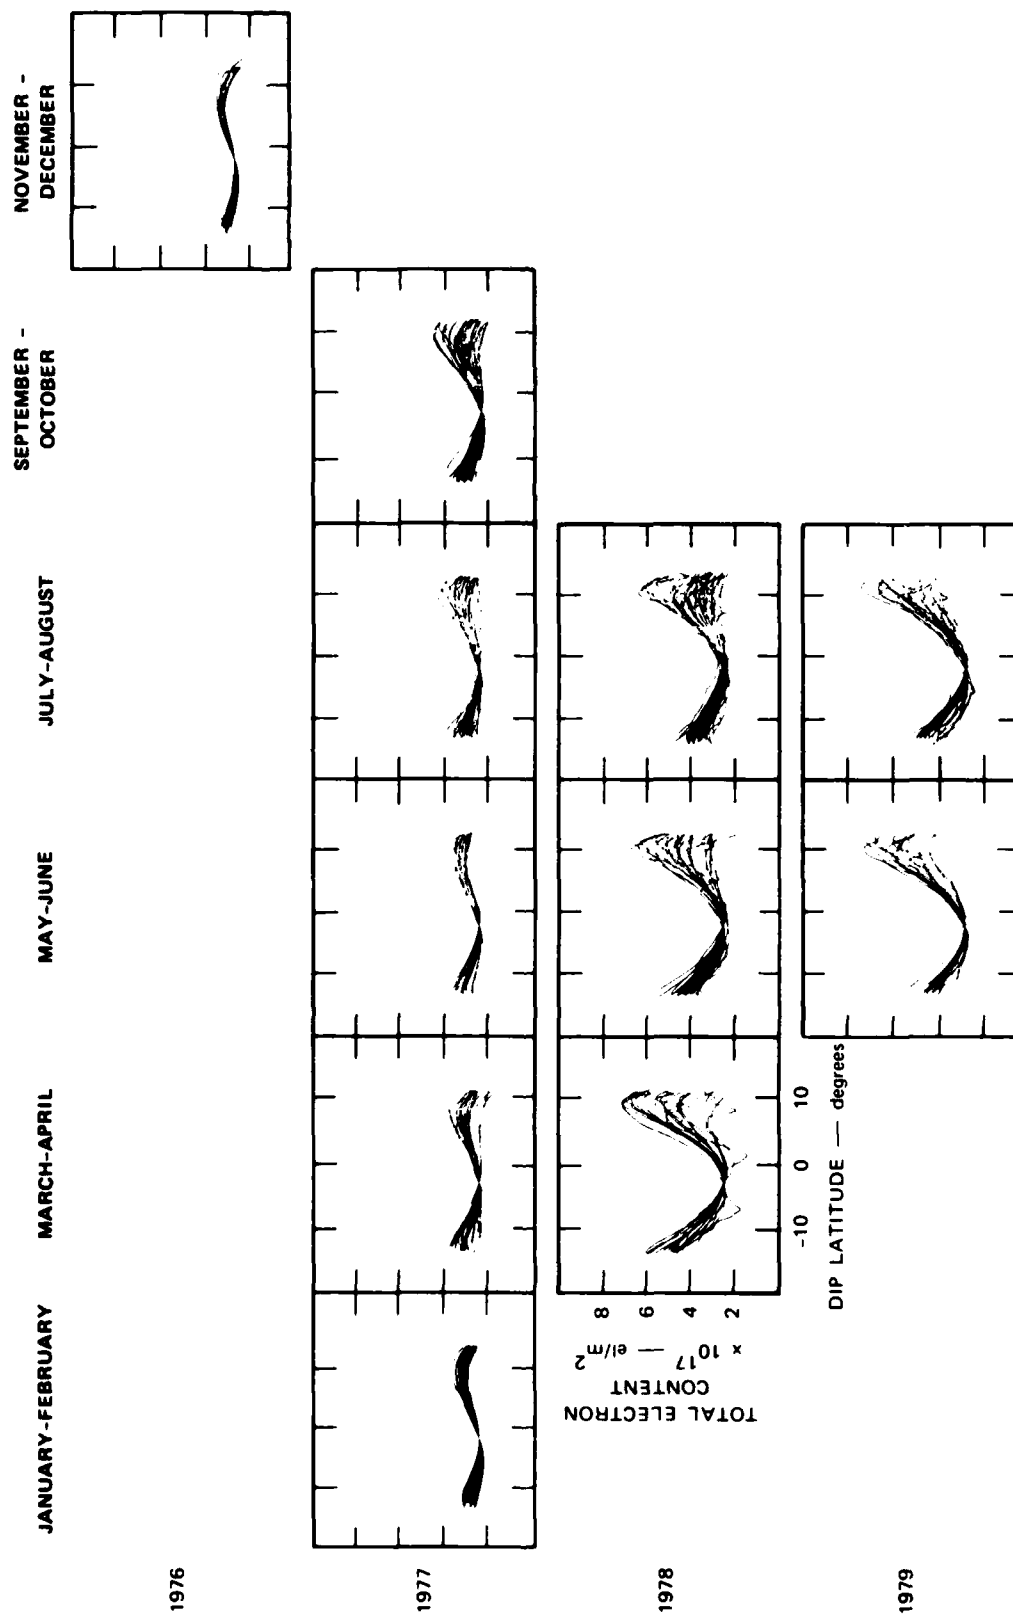 JANUARY-FEBRUARY
MARCH-APRIL
MAY-JUNE
JULY-AUGUST
SEPTEMBER -
OCTOBER
NOVEMBER -
DECEMBER
1976
1977
1978
1979
TOTAL ELECTRON
CONTENT
x 10^17 — el/m^2
8
6
4
2
-10
0
10
DIP LATITUDE — degrees